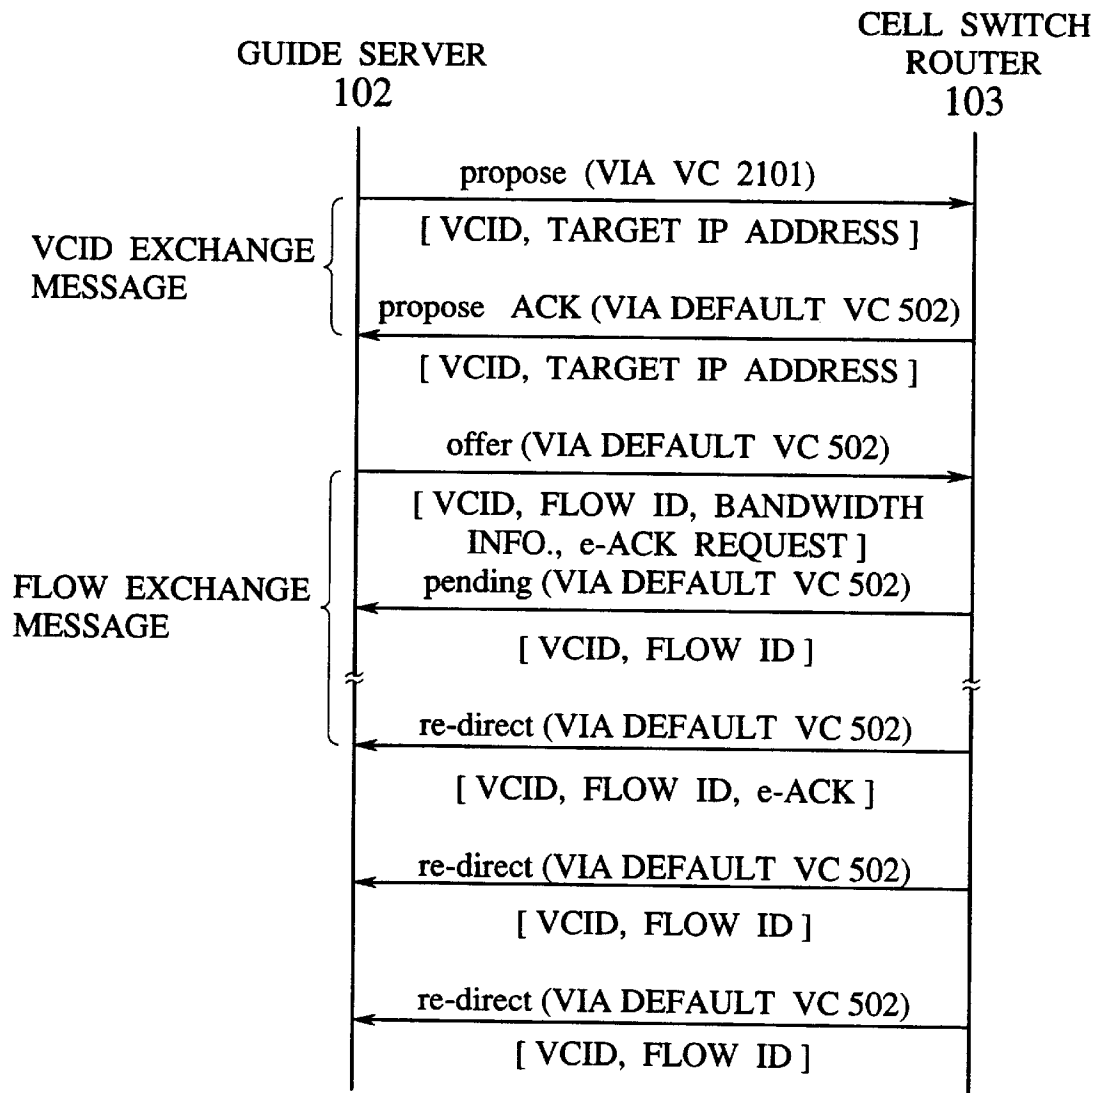 GUIDE SERVER
102
CELL SWITCH
ROUTER
103
propose (VIA VC 2101)
[ VCID, TARGET IP ADDRESS ]
VCID EXCHANGE
MESSAGE
propose ACK (VIA DEFAULT VC 502)
[ VCID, TARGET IP ADDRESS ]
offer (VIA DEFAULT VC 502)
[ VCID, FLOW ID, BANDWIDTH
INFO., e-ACK REQUEST ]
FLOW EXCHANGE
MESSAGE
pending (VIA DEFAULT VC 502)
[ VCID, FLOW ID ]
re-direct (VIA DEFAULT VC 502)
[ VCID, FLOW ID, e-ACK ]
re-direct (VIA DEFAULT VC 502)
[ VCID, FLOW ID ]
re-direct (VIA DEFAULT VC 502)
[ VCID, FLOW ID ]